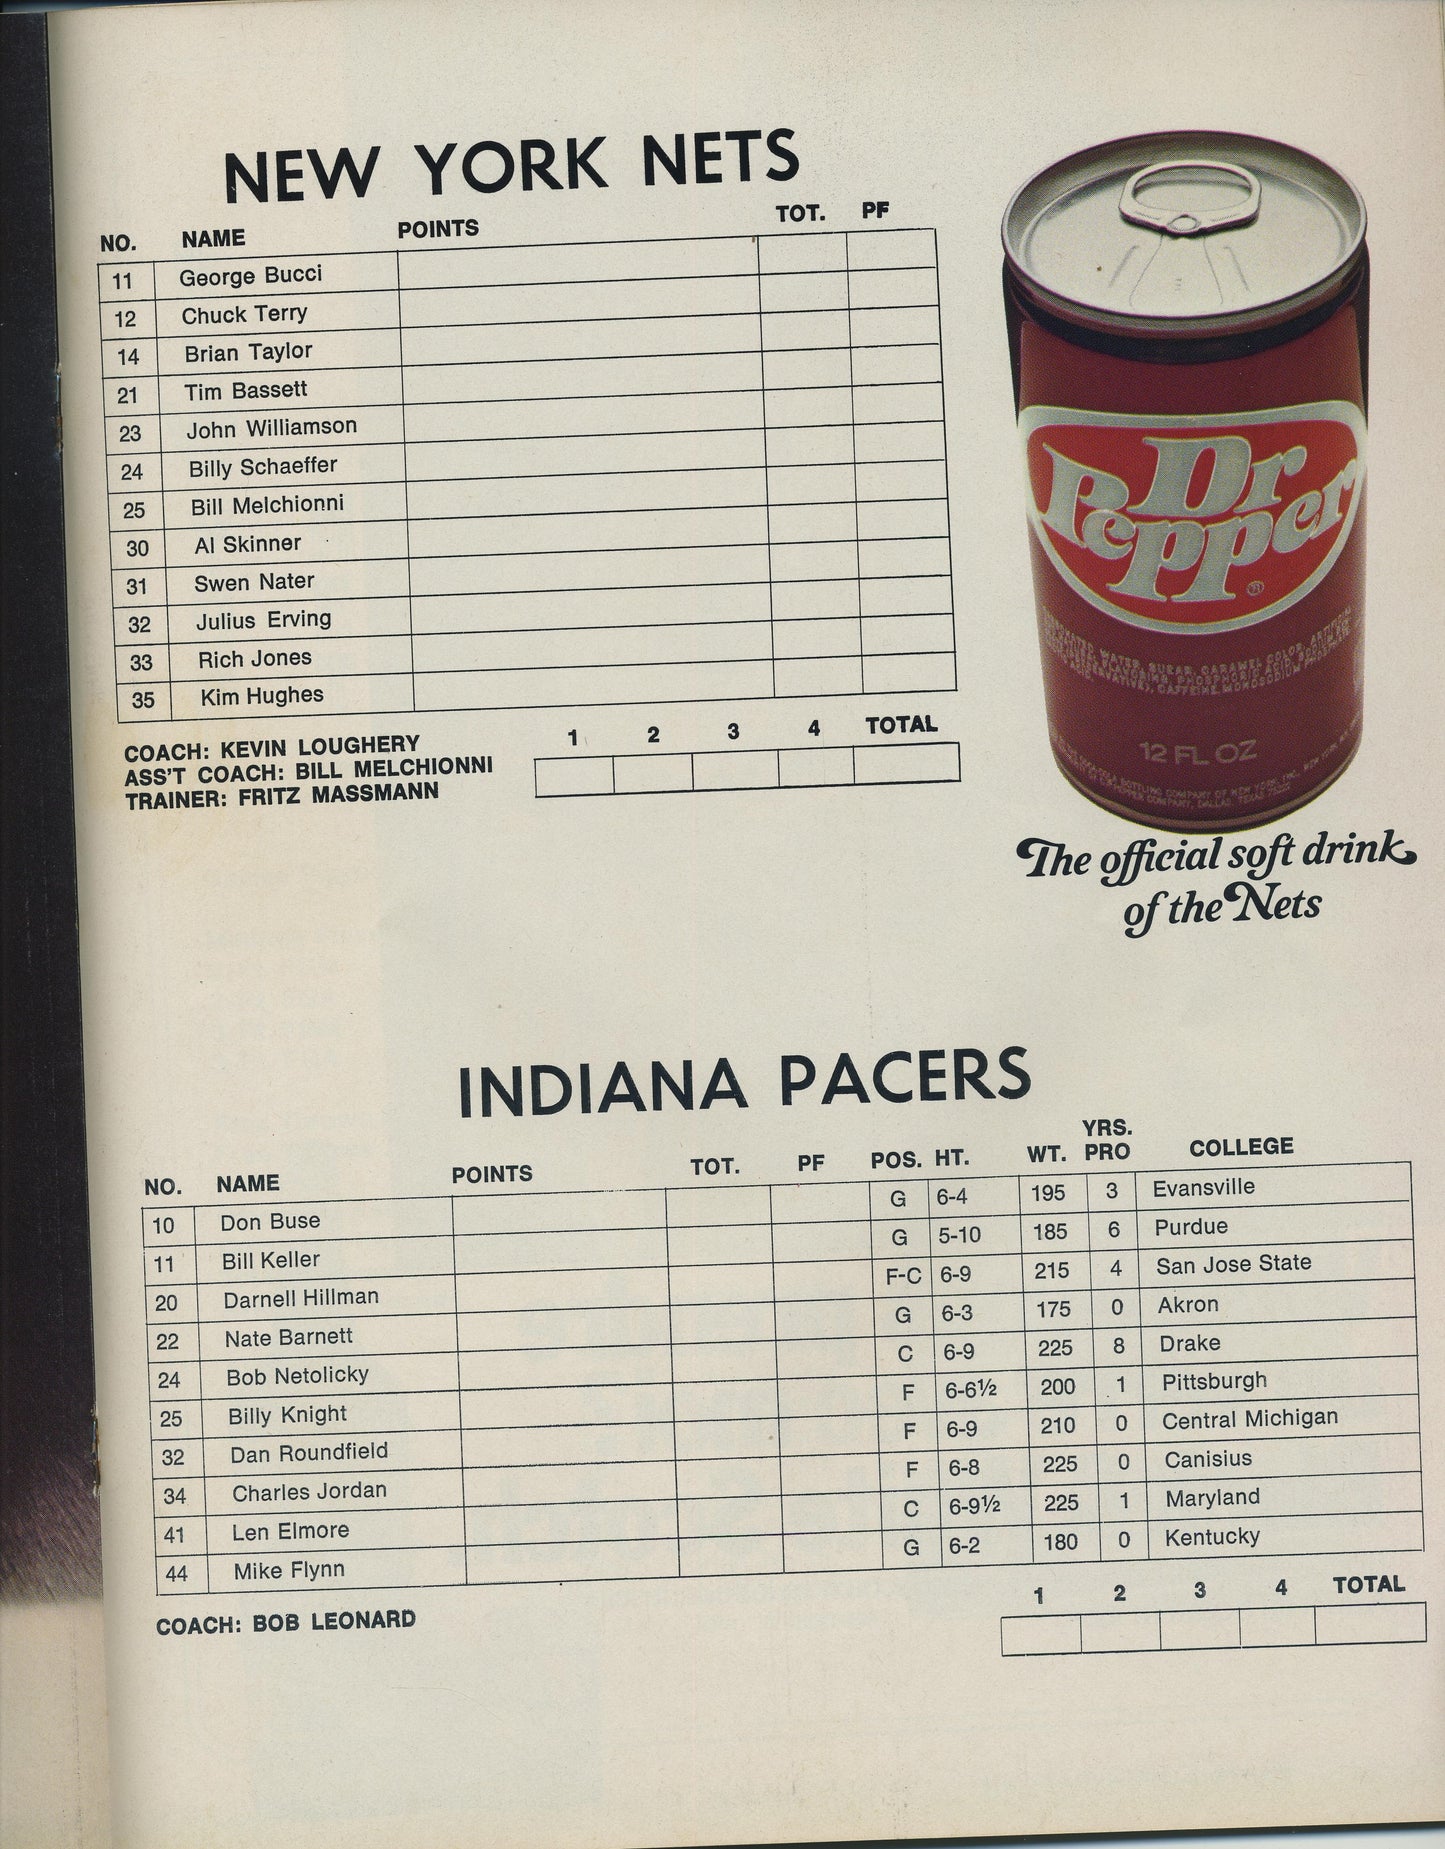 NEW YORK NETS
NO. NAME POINTS TOT. PF
11 George Bucci
12 Chuck Terry
14 Brian Taylor
21 Tim Bassett
23 John Williamson
24 Billy Schaeffer
25 Bill Melchionni
30 Al Skinner
31 Swen Nater
32 Julius Erving
33 Rich Jones
35 Kim Hughes
COACH: KEVIN LOUGHERY
ASS'T COACH: BILL MELCHIONNI
TRAINER: FRITZ MASSMANN
1 2 3 4 TOTAL
Dr
Pepper®
12 FL OZ
The official soft drink
of the Nets
INDIANA PACERS
NO. NAME POINTS TOT. PF POS. HT. WT. YRS. PRO COLLEGE
10 Don Buse G 6-4 195 3 Evansville
11 Bill Keller G 5-10 185 6 Purdue
20 Darnell Hillman F-C 6-9 215 4 San Jose State
22 Nate Barnett G 6-3 175 0 Akron
24 Bob Netolicky C 6-9 225 8 Drake
25 Billy Knight F 6-6½ 200 1 Pittsburgh
32 Dan Roundfield F 6-9 210 0 Central Michigan
34 Charles Jordan F 6-8 225 0 Canisius
41 Len Elmore C 6-9½ 225 1 Maryland
44 Mike Flynn G 6-2 180 0 Kentucky
COACH: BOB LEONARD
1 2 3 4 TOTAL